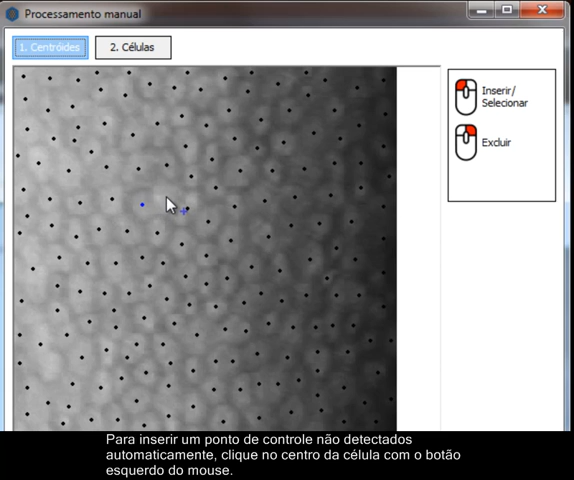 Processamento manual
1. Centróides
2. Células
Inserir/
Selecionar
Excluir
Para inserir um ponto de controle não detectados
automaticamente, clique no centro da célula com o botão
esquerdo do mouse.